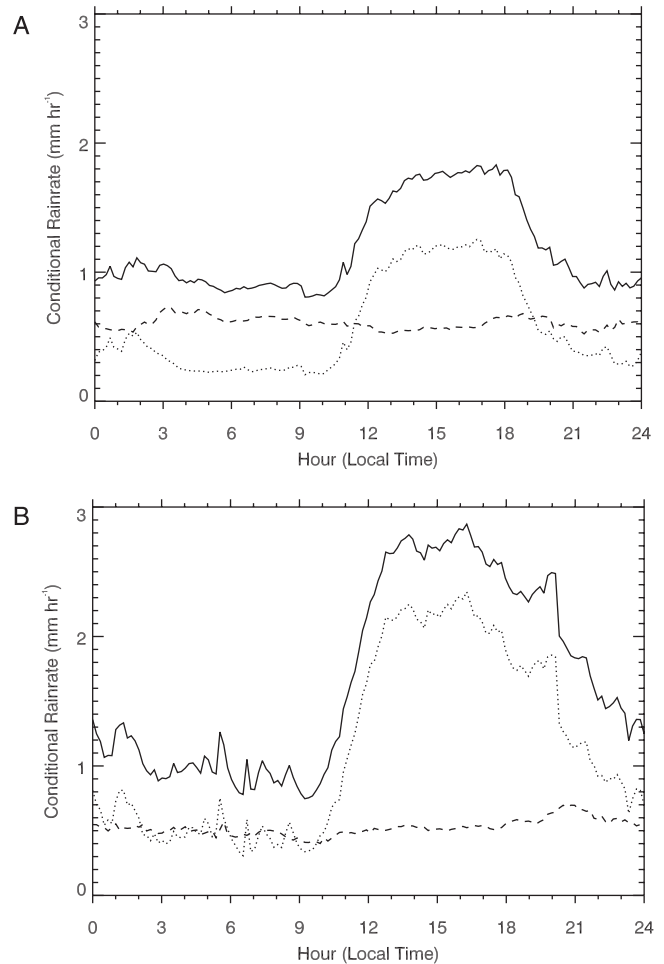 A
3
2
1
0
Conditional Rainrate (mm hr⁻¹)
0 3 6 9 12 15 18 21 24
Hour (Local Time)
B
3
2
1
0
Conditional Rainrate (mm hr⁻¹)
0 3 6 9 12 15 18 21 24
Hour (Local Time)